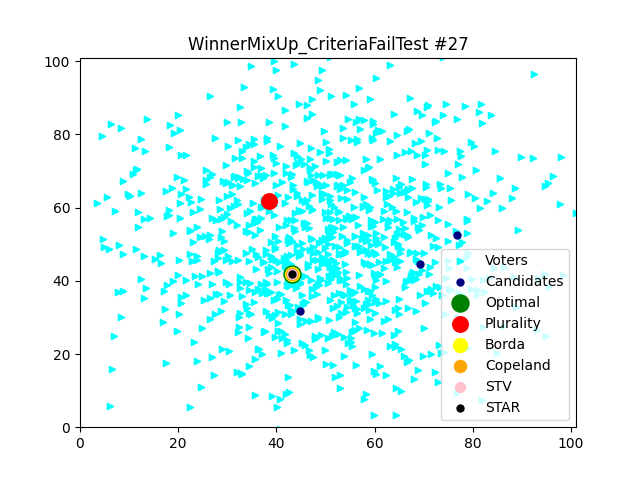 WinnerMixUp_CriteriaFailTest #27
100
80
60
40
20
0
0 20 40 60 80 100
Voters
Candidates
Optimal
Plurality
Borda
Copeland
STV
STAR